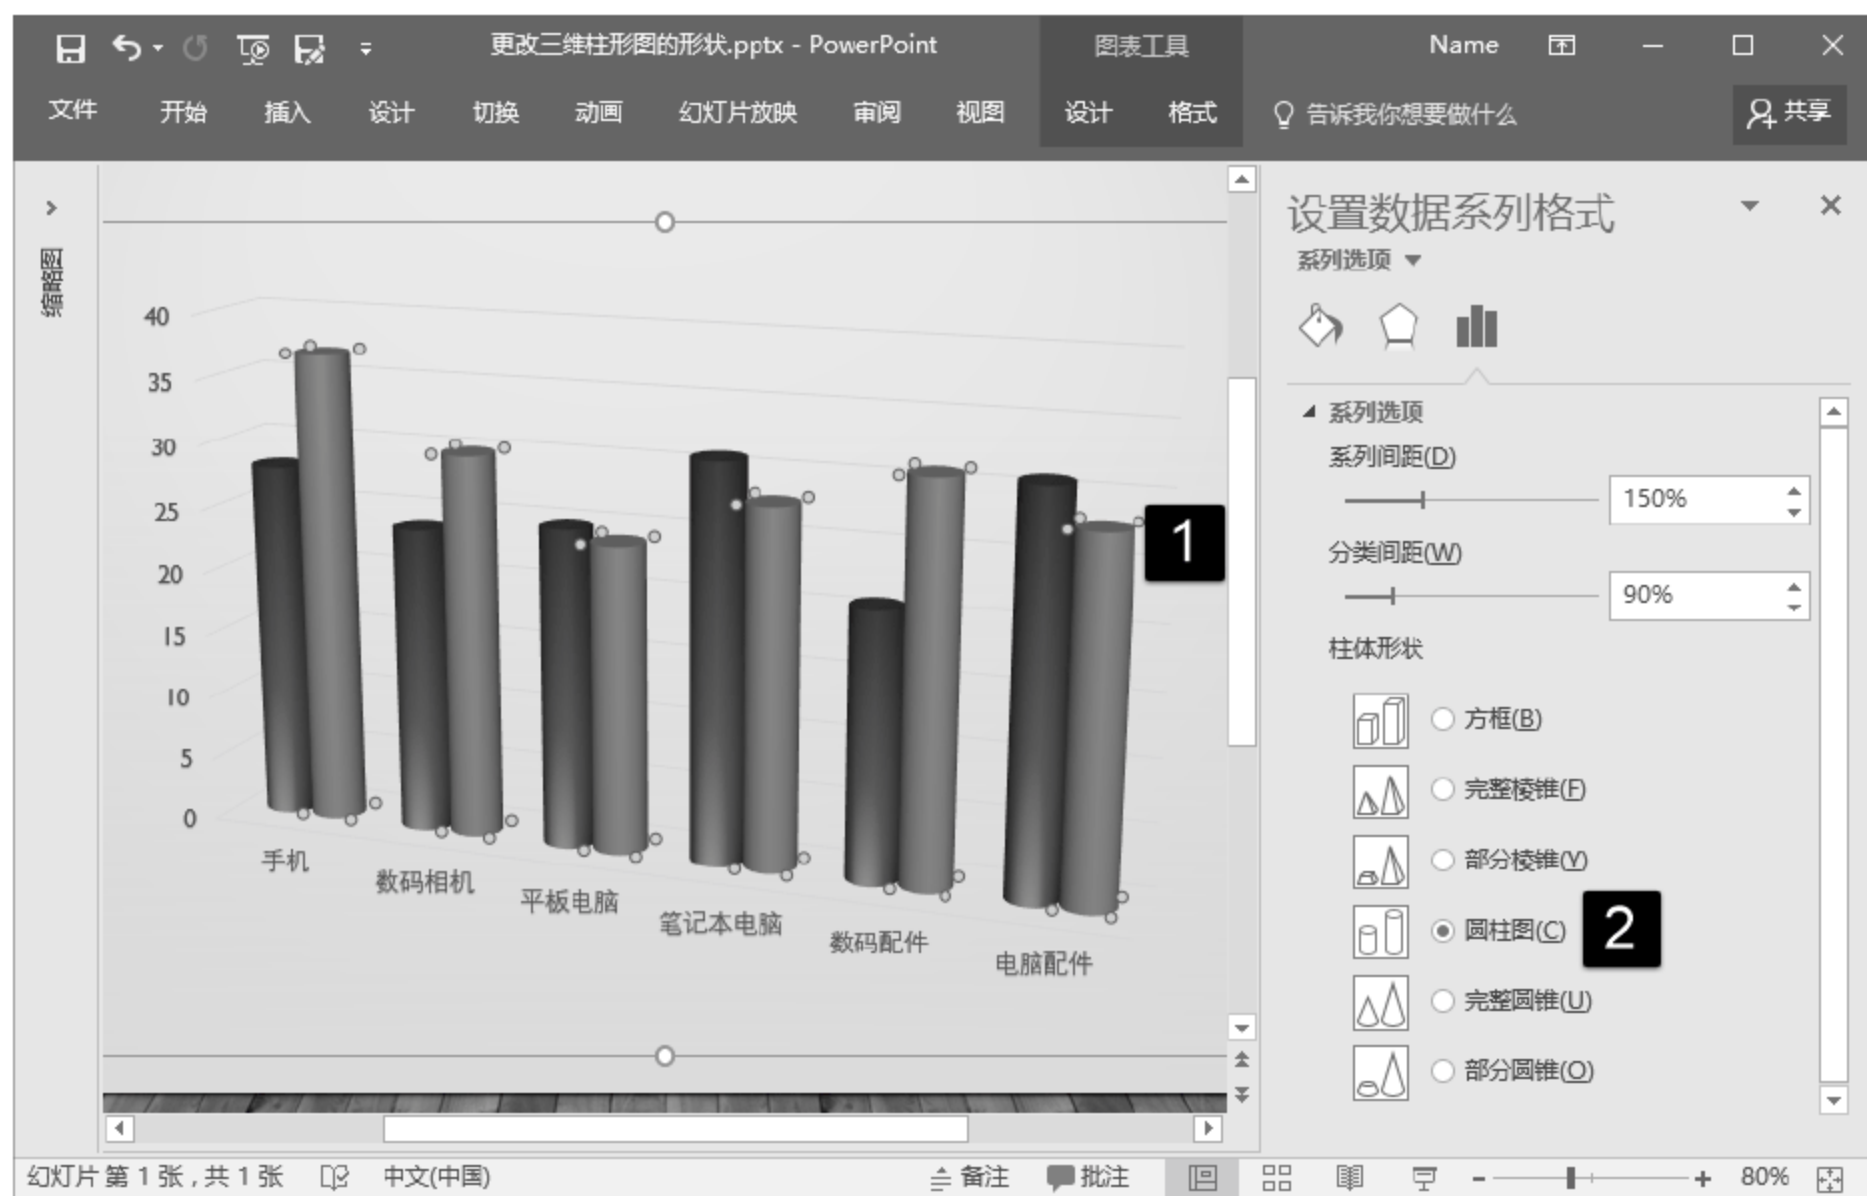 更改三维柱形图的形状.pptx - PowerPoint
图表工具
Name
文件 开始 插入 设计 切换 动画 幻灯片放映 审阅 视图 设计 格式 告诉我你想要做什么 共享
缩略图
40
35
30
25
20
15
10
5
0
手机
数码相机
平板电脑
笔记本电脑
数码配件
电脑配件
1
设置数据系列格式
系列选项
系列选项
系列间距(D)
150%
分类间距(W)
90%
柱体形状
方框(B)
完整棱锥(F)
部分棱锥(Y)
圆柱图(C)
2
完整圆锥(U)
部分圆锥(O)
幻灯片 第 1 张，共 1 张 中文(中国) 备注 批注 80%